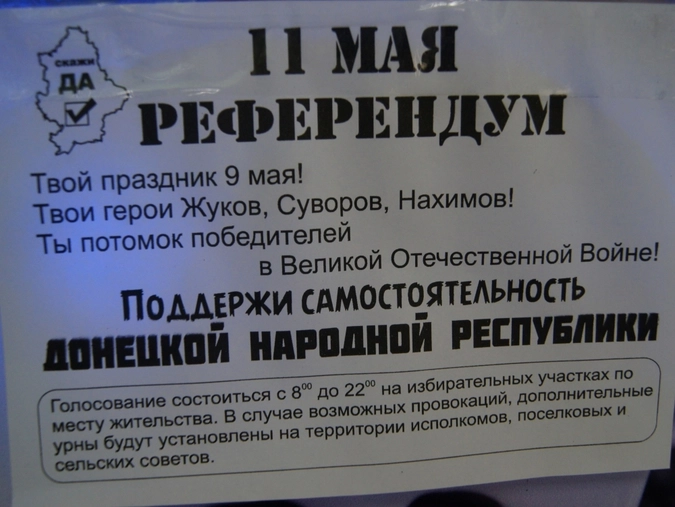 скажи
ДА
11 МАЯ
РЕФЕРЕНДУМ
Твой праздник 9 мая!
Твои герои Жуков, Суворов, Нахимов!
Ты потомок победителей
в Великой Отечественной Войне!
ПОДДЕРЖИ САМОСТОЯТЕЛЬНОСТЬ
ДОНЕЦКОЙ НАРОДНОЙ РЕСПУБЛИКИ
Голосование состоиться с 8⁰⁰ до 22⁰⁰ на избирательных участках по
месту жительства. В случае возможных провокаций, дополнительные
урны будут установлены на территории исполкомов, поселковых и
сельских советов.